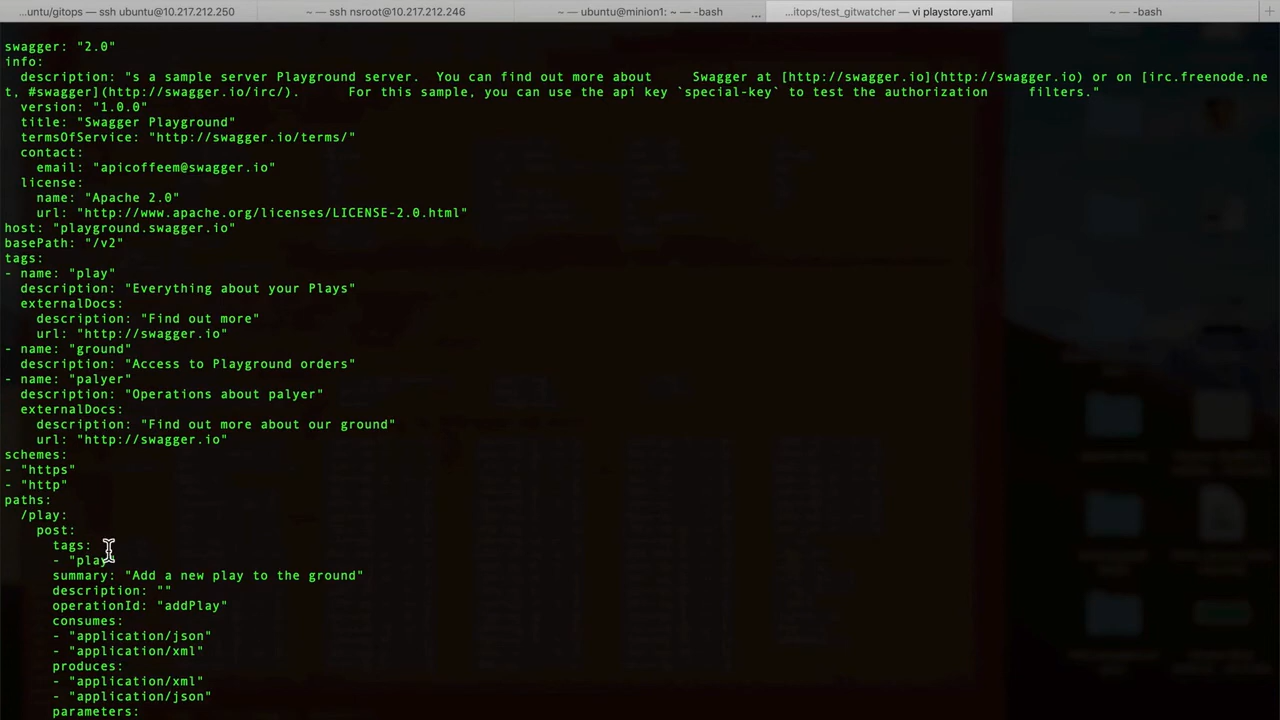 ...untu/gitops — ssh ubuntu@10.217.212.250 ~ — ssh nsroot@10.217.212.246 ~ — ubuntu@minion1: ~ — -bash ... ...itops/test_gitwatcher — vi playstore.yaml ~ — -bash +
swagger: "2.0"
info:
  description: "s a sample server Playground server.  You can find out more about     Swagger at [http://swagger.io](http://swagger.io) or on [irc.freenode.ne
t, #swagger](http://swagger.io/irc/).      For this sample, you can use the api key `special-key` to test the authorization     filters."
  version: "1.0.0"
  title: "Swagger Playground"
  termsOfService: "http://swagger.io/terms/"
  contact:
    email: "apicoffeem@swagger.io"
  license:
    name: "Apache 2.0"
    url: "http://www.apache.org/licenses/LICENSE-2.0.html"
host: "playground.swagger.io"
basePath: "/v2"
tags:
- name: "play"
  description: "Everything about your Plays"
  externalDocs:
    description: "Find out more"
    url: "http://swagger.io"
- name: "ground"
  description: "Access to Playground orders"
- name: "palyer"
  description: "Operations about palyer"
  externalDocs:
    description: "Find out more about our ground"
    url: "http://swagger.io"
schemes:
- "https"
- "http"
paths:
  /play:
    post:
      tags:
      - "play"
      summary: "Add a new play to the ground"
      description: ""
      operationId: "addPlay"
      consumes:
      - "application/json"
      - "application/xml"
      produces:
      - "application/xml"
      - "application/json"
      parameters: